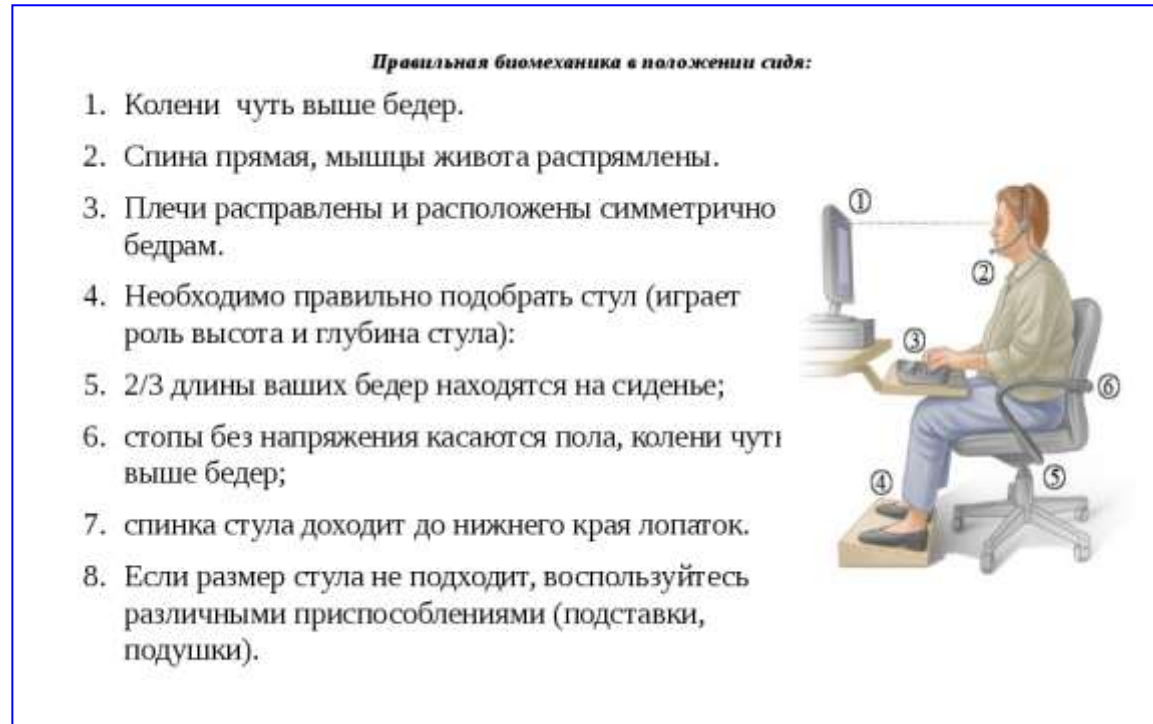 Правильная биомеханика в положении сидя:
1. Колени чуть выше бедер.
2. Спина прямая, мышцы живота распрямлены.
3. Плечи расправлены и расположены симметрично
бедрам.
4. Необходимо правильно подобрать стул (играет
роль высота и глубина стула):
5. 2/3 длины ваших бедер находятся на сиденье;
6. стопы без напряжения касаются пола, колени чуть
выше бедер;
7. спинка стула доходит до нижнего края лопаток.
8. Если размер стула не подходит, воспользуйтесь
различными приспособлениями (подставки,
подушки).
①
②
③
⑥
④
⑤